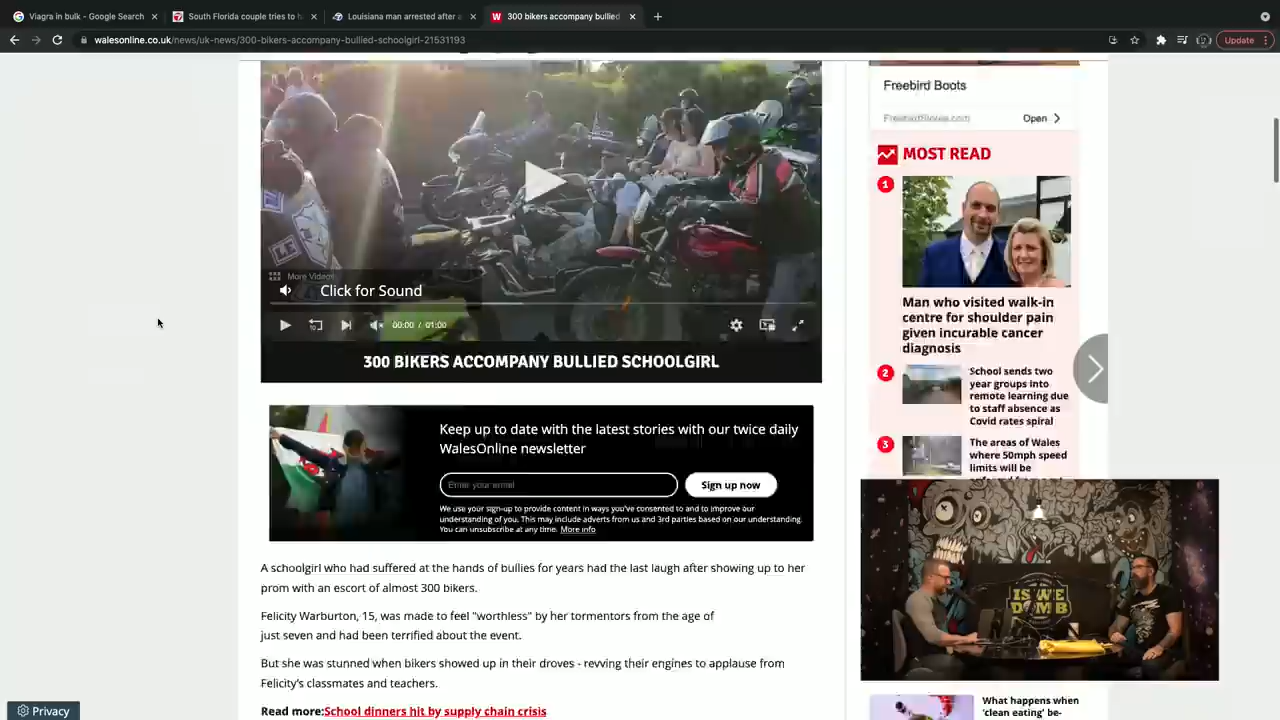 Viagra in bulk - Google Search
South Florida couple tries to h
Louisiana man arrested after a
300 bikers accompany bullied
walesonline.co.uk/news/uk-news/300-bikers-accompany-bullied-schoolgirl-21531193
Update
More Videos
Click for Sound
00:00 / 01:00
300 BIKERS ACCOMPANY BULLIED SCHOOLGIRL
Keep up to date with the latest stories with our twice daily
WalesOnline newsletter
Enter your email
Sign up now
We use your sign-up to provide content in ways you've consented to and to improve our
understanding of you. This may include adverts from us and 3rd parties based on our understanding.
You can unsubscribe at any time. More info
A schoolgirl who had suffered at the hands of bullies for years had the last laugh after showing up to her
prom with an escort of almost 300 bikers.
Felicity Warburton, 15, was made to feel "worthless" by her tormentors from the age of
just seven and had been terrified about the event.
But she was stunned when bikers showed up in their droves - revving their engines to applause from
Felicity's classmates and teachers.
Read more:School dinners hit by supply chain crisis
Privacy
Freebird Boots
Open
MOST READ
1
Man who visited walk-in
centre for shoulder pain
given incurable cancer
diagnosis
2
School sends two
year groups into
remote learning due
to staff absence as
Covid rates spiral
3
The areas of Wales
where 50mph speed
limits will be
IS WE
DUMB
What happens when
'clean eating' be-